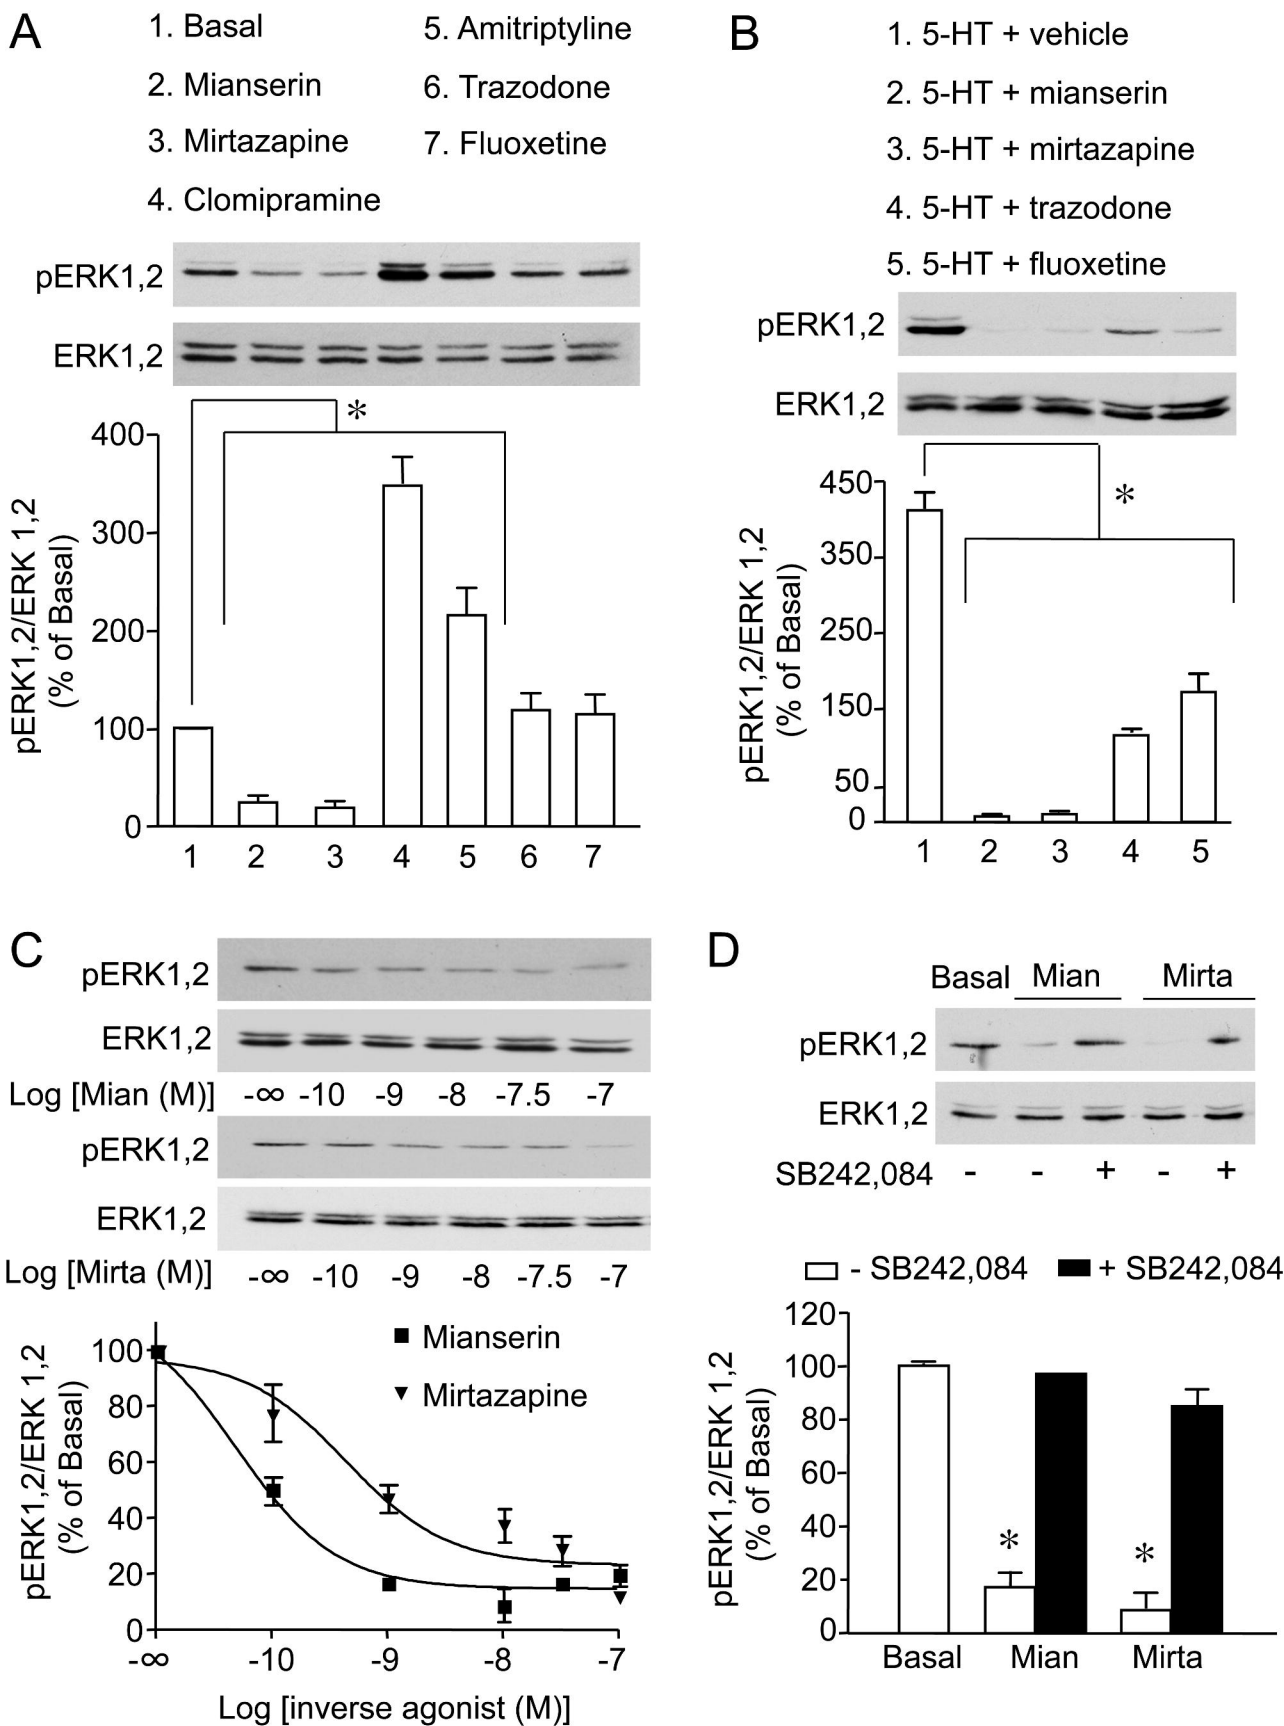 A
1. Basal
2. Mianserin
3. Mirtazapine
4. Clomipramine
5. Amitriptyline
6. Trazodone
7. Fluoxetine
pERK1,2
ERK1,2
*
pERK1,2/ERK 1,2
(% of Basal)
400
300
200
100
0
1 2 3 4 5 6 7
B
1. 5-HT + vehicle
2. 5-HT + mianserin
3. 5-HT + mirtazapine
4. 5-HT + trazodone
5. 5-HT + fluoxetine
pERK1,2
ERK1,2
*
pERK1,2/ERK 1,2
(% of Basal)
450
350
250
150
50
0
1 2 3 4 5
C
pERK1,2
ERK1,2
Log [Mian (M)] -∞ -10 -9 -8 -7.5 -7
pERK1,2
ERK1,2
Log [Mirta (M)] -∞ -10 -9 -8 -7.5 -7
Mianserin
Mirtazapine
pERK1,2/ERK 1,2
(% of Basal)
100
80
60
40
20
0
-∞ -10 -9 -8 -7
Log [inverse agonist (M)]
D
Basal Mian Mirta
pERK1,2
ERK1,2
SB242,084 - - + - +
- SB242,084 + SB242,084
pERK1,2/ERK 1,2
(% of Basal)
120
100
80
60
40
20
0
* *
Basal Mian Mirta